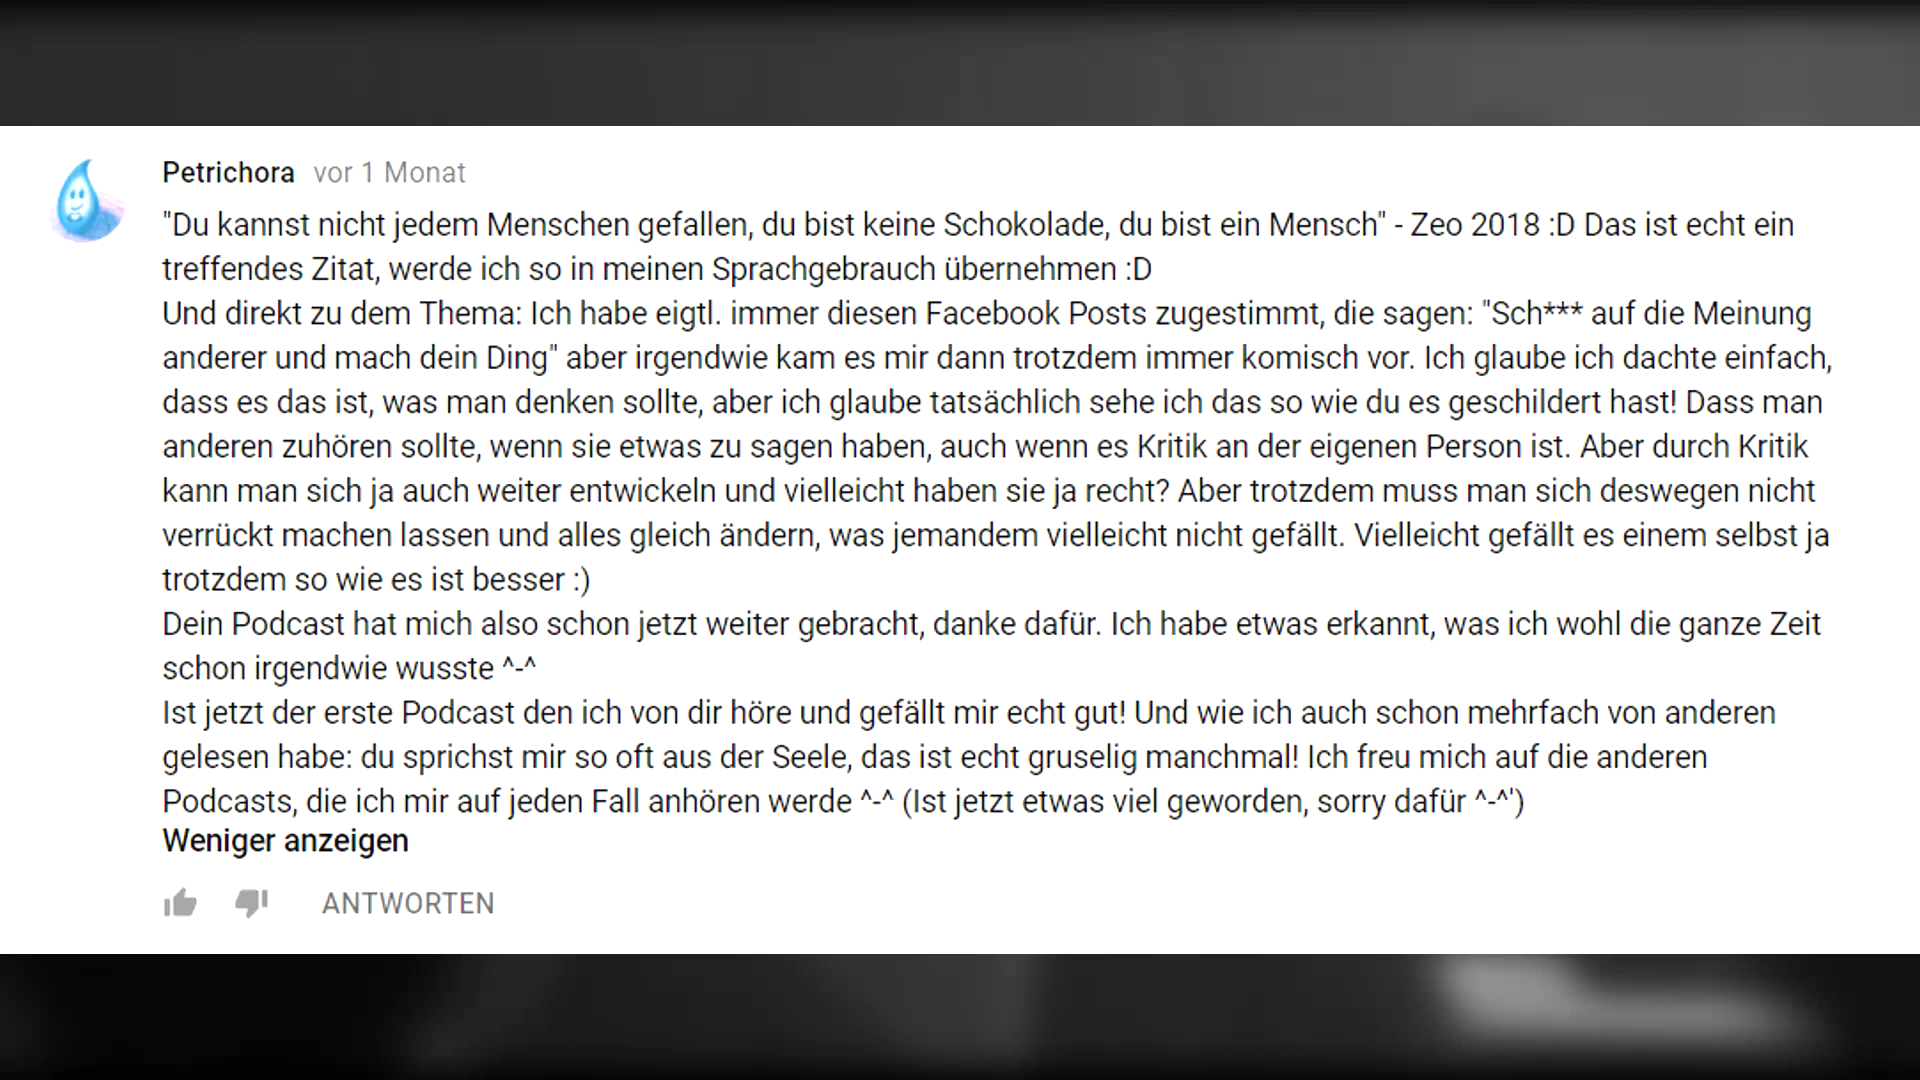 Petrichora vor 1 Monat
"Du kannst nicht jedem Menschen gefallen, du bist keine Schokolade, du bist ein Mensch" - Zeo 2018 :D Das ist echt ein
treffendes Zitat, werde ich so in meinen Sprachgebrauch übernehmen :D
Und direkt zu dem Thema: Ich habe eigtl. immer diesen Facebook Posts zugestimmt, die sagen: "Sch*** auf die Meinung
anderer und mach dein Ding" aber irgendwie kam es mir dann trotzdem immer komisch vor. Ich glaube ich dachte einfach,
dass es das ist, was man denken sollte, aber ich glaube tatsächlich sehe ich das so wie du es geschildert hast! Dass man
anderen zuhören sollte, wenn sie etwas zu sagen haben, auch wenn es Kritik an der eigenen Person ist. Aber durch Kritik
kann man sich ja auch weiter entwickeln und vielleicht haben sie ja recht? Aber trotzdem muss man sich deswegen nicht
verrückt machen lassen und alles gleich ändern, was jemandem vielleicht nicht gefällt. Vielleicht gefällt es einem selbst ja
trotzdem so wie es ist besser :)
Dein Podcast hat mich also schon jetzt weiter gebracht, danke dafür. Ich habe etwas erkannt, was ich wohl die ganze Zeit
schon irgendwie wusste ^-^
Ist jetzt der erste Podcast den ich von dir höre und gefällt mir echt gut! Und wie ich auch schon mehrfach von anderen
gelesen habe: du sprichst mir so oft aus der Seele, das ist echt gruselig manchmal! Ich freu mich auf die anderen
Podcasts, die ich mir auf jeden Fall anhören werde ^-^ (Ist jetzt etwas viel geworden, sorry dafür ^-^')
Weniger anzeigen
ANTWORTEN